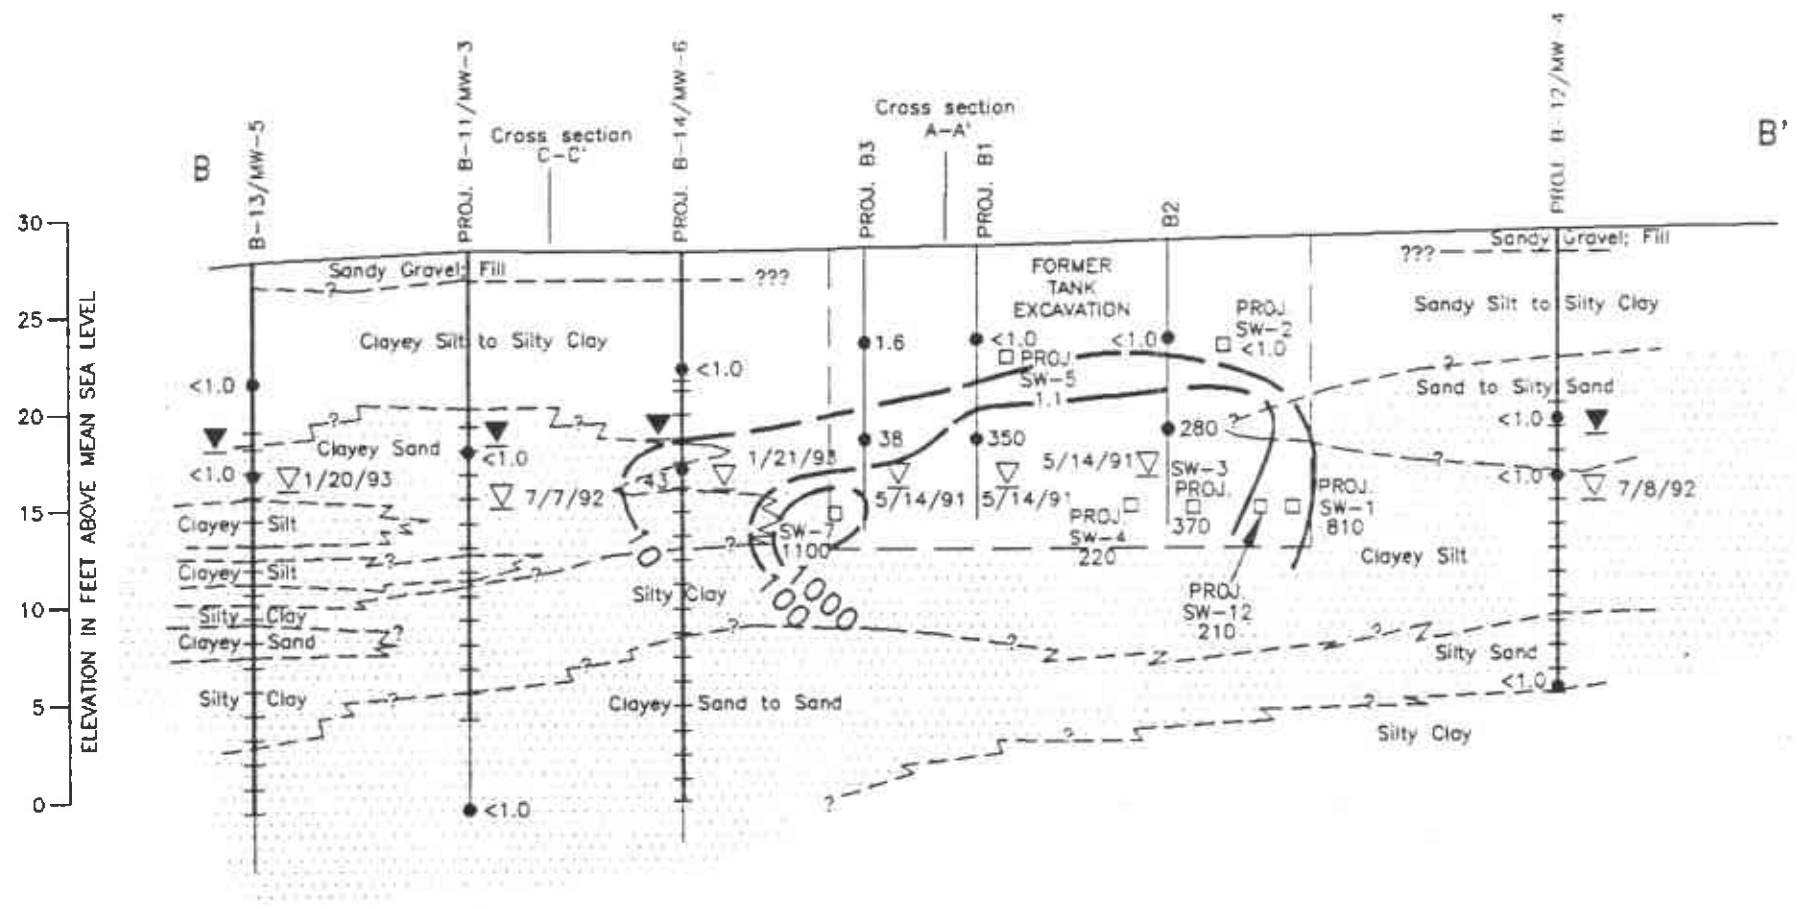 B
B'
B-13/MW-5
PROJ. B-11/MW-3
Cross section
C-C'
PROJ. B-14/MW-6
PROJ. B3
Cross section
A-A'
PROJ. B1
B2
PROJ. B-12/MW-4
ELEVATION IN FEET ABOVE MEAN SEA LEVEL
30
25
20
15
10
5
0
Sandy Gravel; Fill
?
???
Sandy Gravel; Fill
???
FORMER
TANK
EXCAVATION
Clayey Silt to Silty Clay
Sandy Silt to Silty Clay
PROJ.
SW-2
<1.0
1.6
<1.0
<1.0
PROJ.
SW-5
1.1
<1.0
<1.0
?
Sand to Silty Sand
<1.0
?
?
Clayey Sand
<1.0
38
350
280
?
<1.0
1/20/93
7/7/92
43
1/21/93
5/14/91
5/14/91
5/14/91
SW-3
PROJ.
370
?
<1.0
7/8/92
Clayey Silt
SW-7
1100
PROJ.
SW-4
220
PROJ.
SW-1
810
Clayey Silt
Clayey Silt
?
?
10
?
100
1000
Silty Clay
PROJ.
SW-12
210
Silty Clay
?
Clayey Sand
?
?
?
?
?
Silty Sand
<1.0
Silty Clay
?
Clayey Sand to Sand
?
?
Silty Clay
?
<1.0